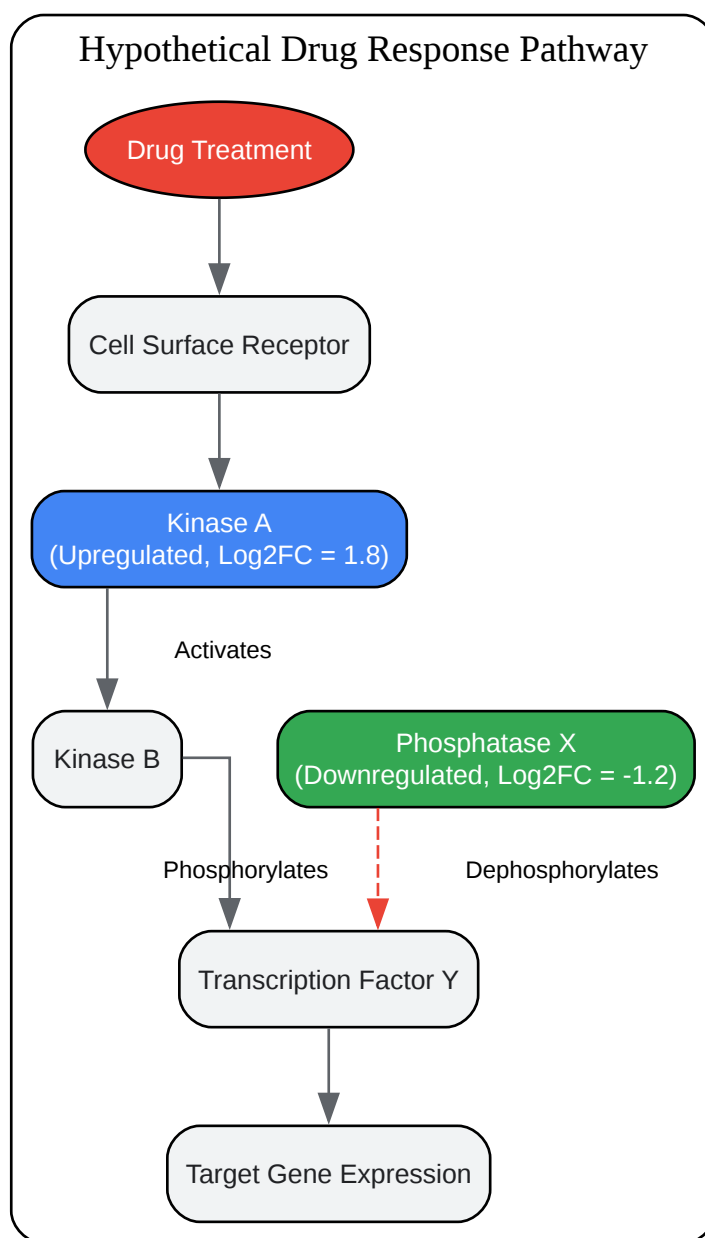 Hypothetical Drug Response Pathway
Drug Treatment
Cell Surface Receptor
Kinase A
(Upregulated, Log2FC = 1.8)
Activates
Kinase B
Phosphatase X
(Downregulated, Log2FC = -1.2)
Phosphorylates
Dephosphorylates
Transcription Factor Y
Target Gene Expression